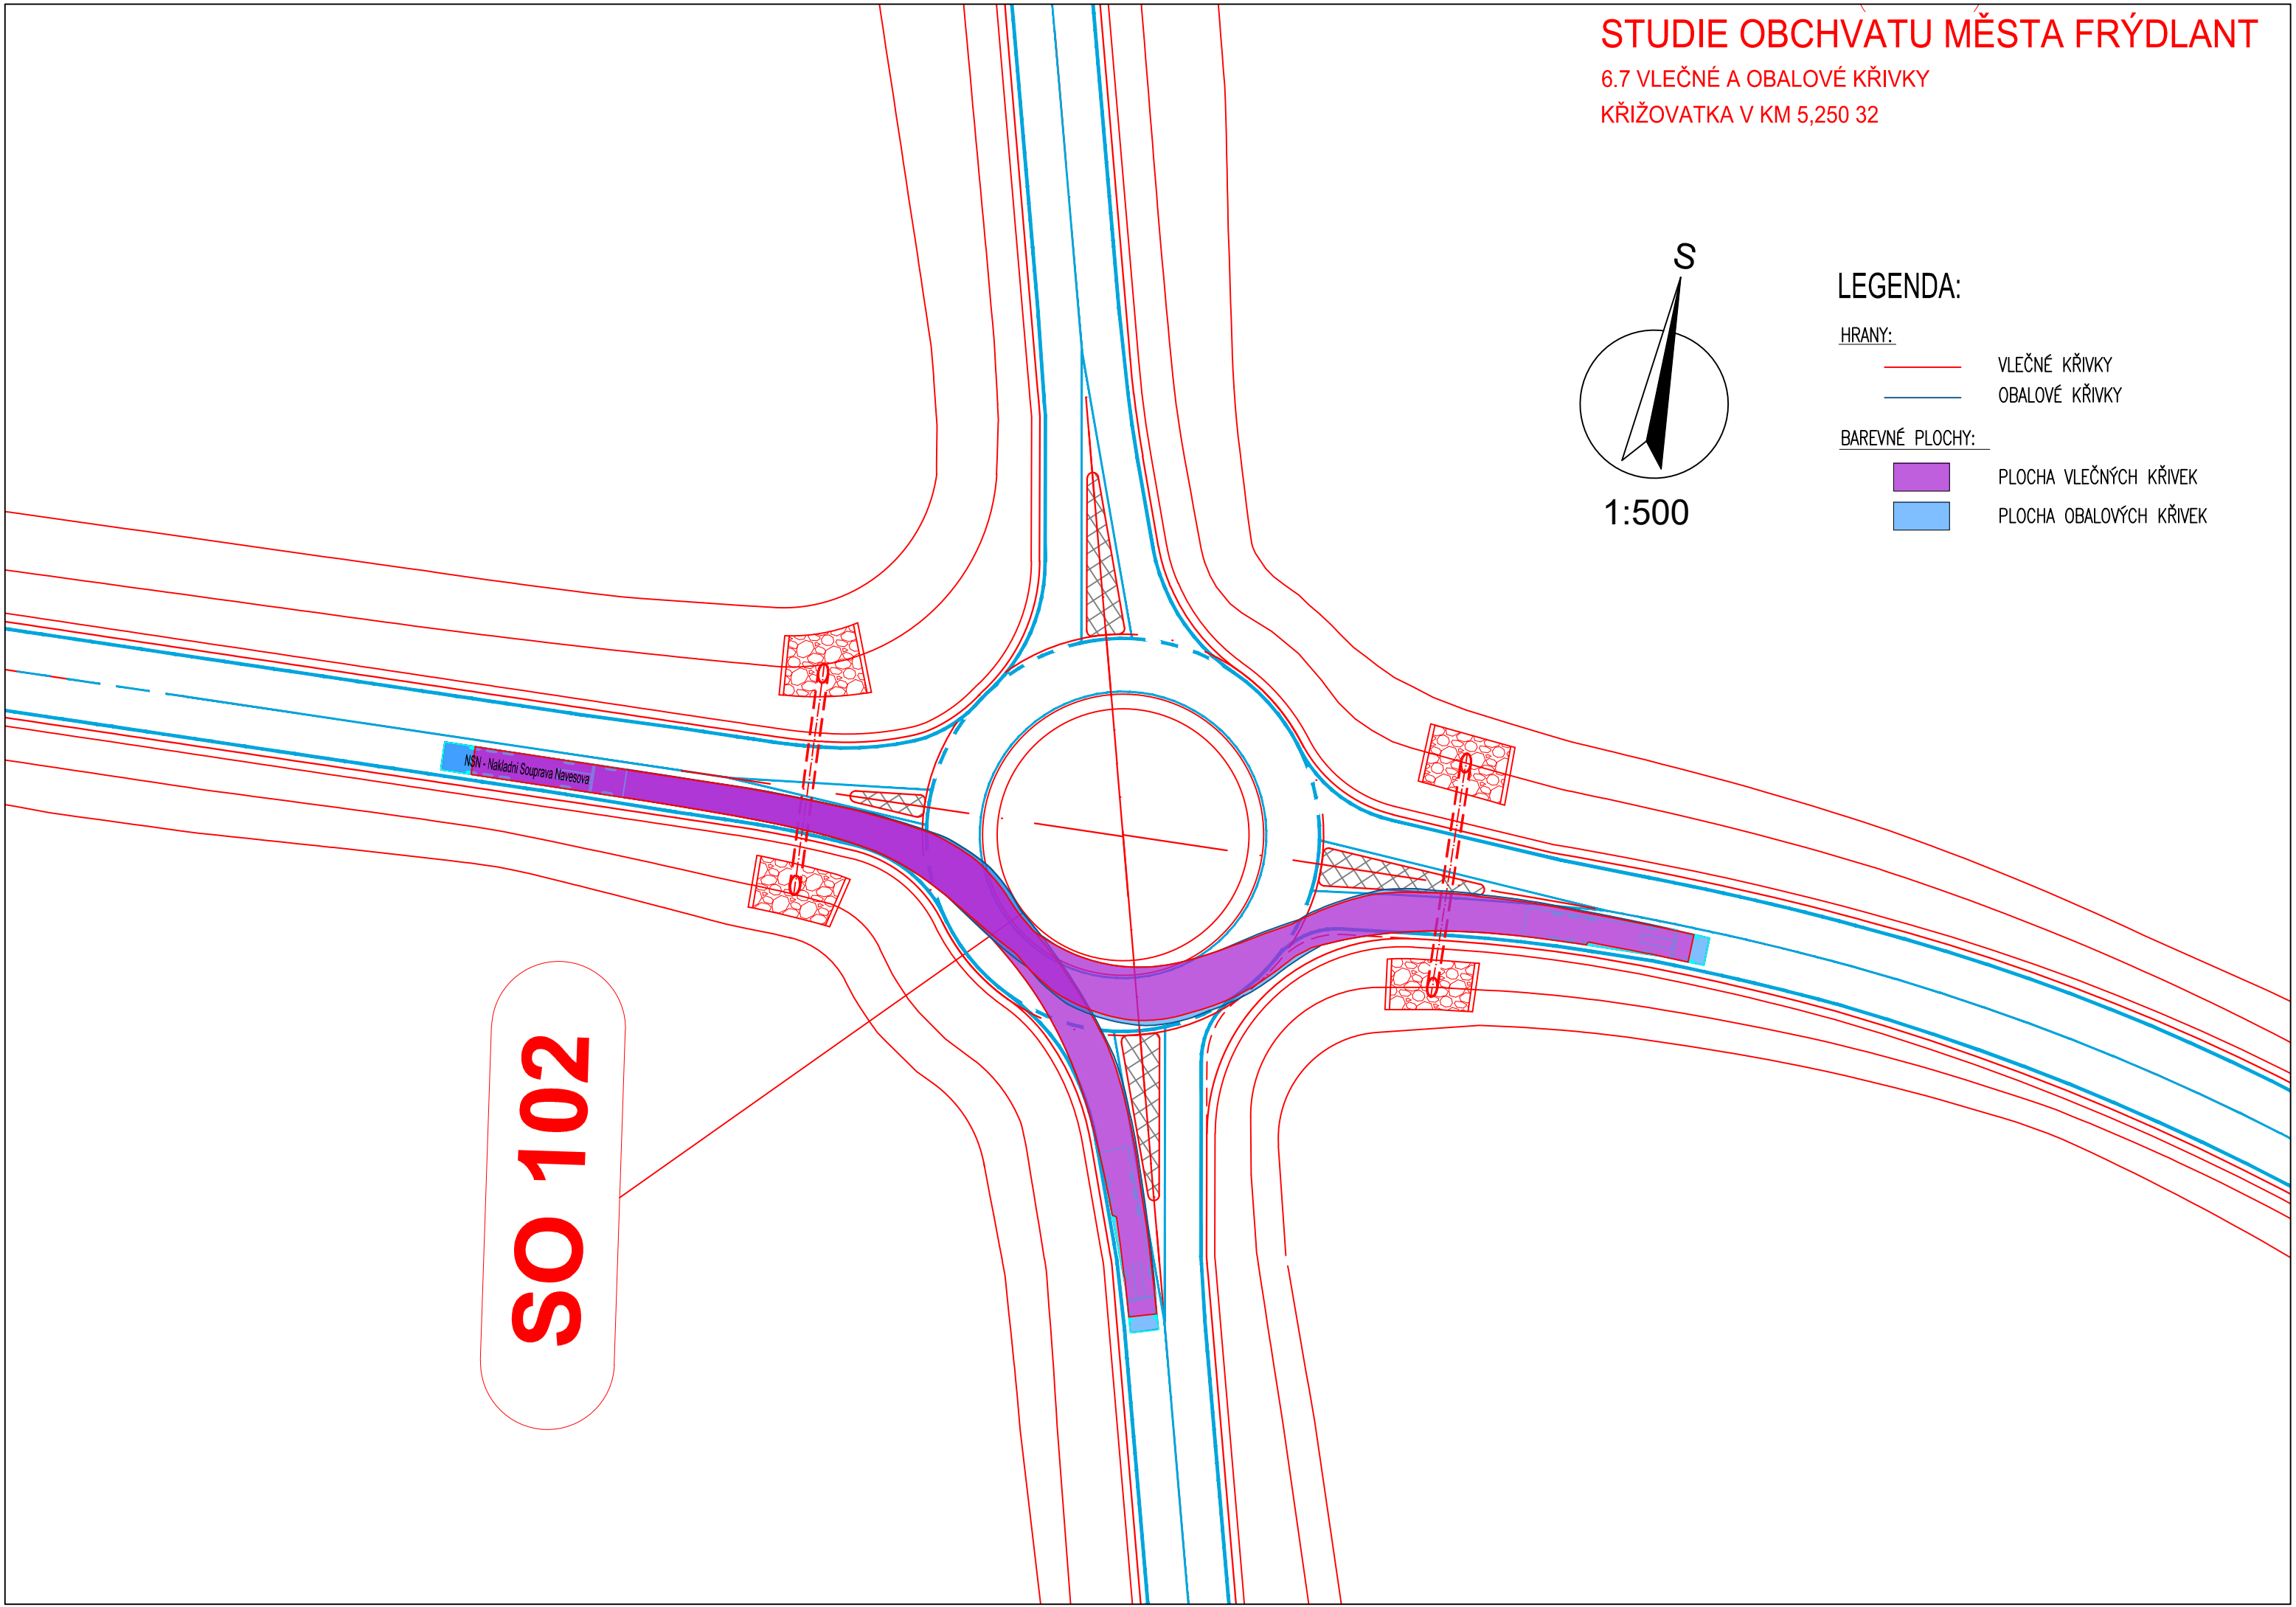 STUDIE OBCHVATU MĚSTA FRÝDLANT
6.7 VLEČNÉ A OBALOVÉ KŘIVKY
KŘIŽOVATKA V KM 5,250 32
S
1:500
LEGENDA:
HRANY:
VLEČNÉ KŘIVKY
OBALOVÉ KŘIVKY
BAREVNÉ PLOCHY:
PLOCHA VLEČNÝCH KŘIVEK
PLOCHA OBALOVÝCH KŘIVEK
NSN - Nakladni Souprava Navesova
SO 102